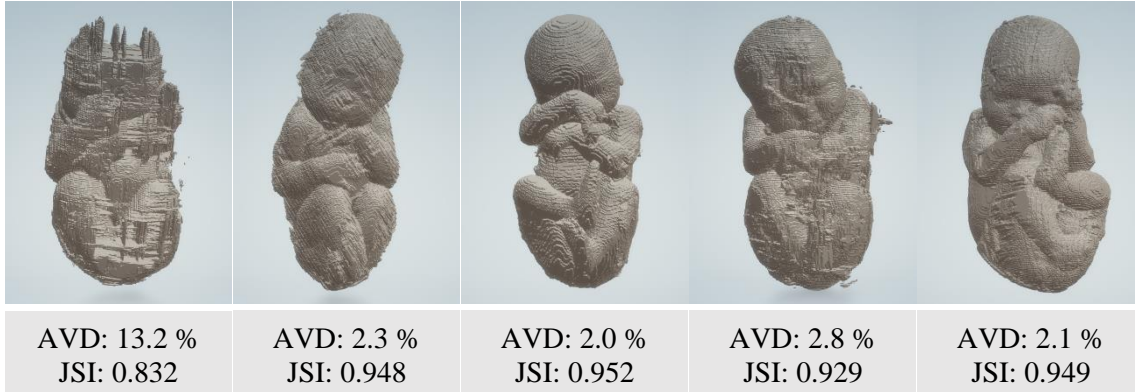 AVD: 13.2 %
JSI: 0.832
AVD: 2.3 %
JSI: 0.948
AVD: 2.0 %
JSI: 0.952
AVD: 2.8 %
JSI: 0.929
AVD: 2.1 %
JSI: 0.949